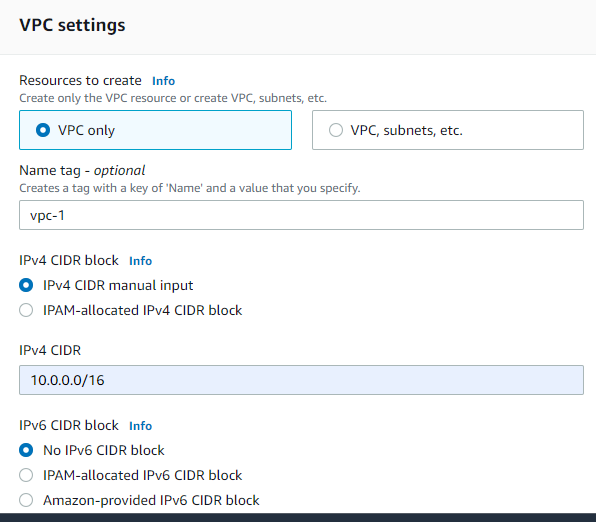 VPC settings
Resources to create Info
Create only the VPC resource or create VPC, subnets, etc.
VPC only
VPC, subnets, etc.
Name tag - optional
Creates a tag with a key of 'Name' and a value that you specify.
vpc-1
IPv4 CIDR block Info
IPv4 CIDR manual input
IPAM-allocated IPv4 CIDR block
IPv4 CIDR
10.0.0.0/16
IPv6 CIDR block Info
No IPv6 CIDR block
IPAM-allocated IPv6 CIDR block
Amazon-provided IPv6 CIDR block